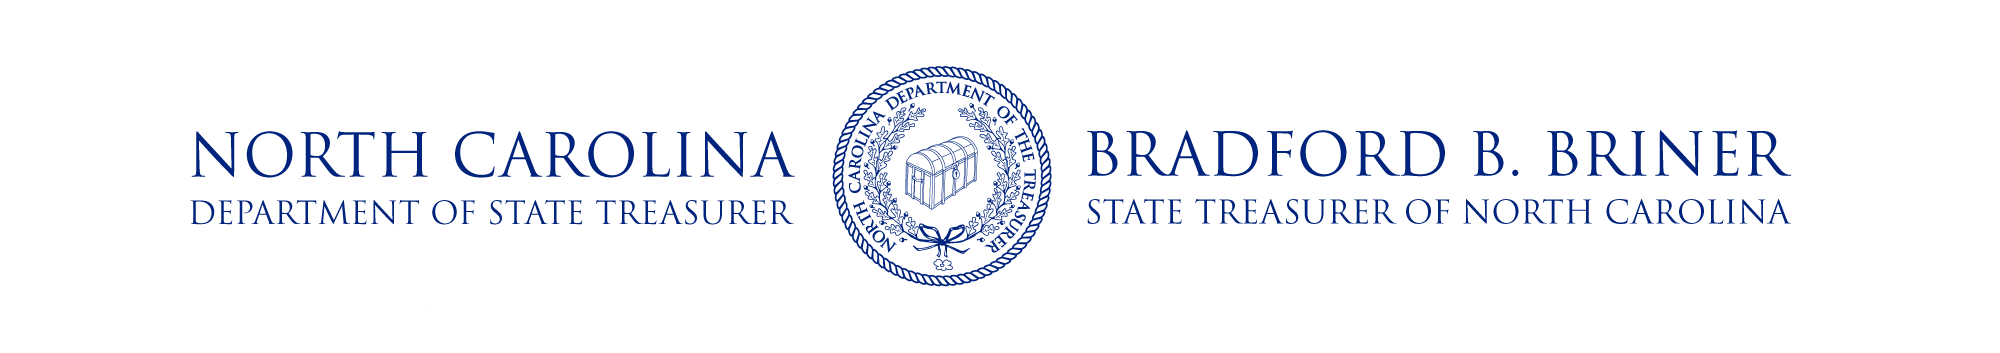 NORTH CAROLINA
DEPARTMENT OF STATE TREASURER
NORTH CAROLINA DEPARTMENT OF THE TREASURER
BRADFORD B. BRINER
STATE TREASURER OF NORTH CAROLINA